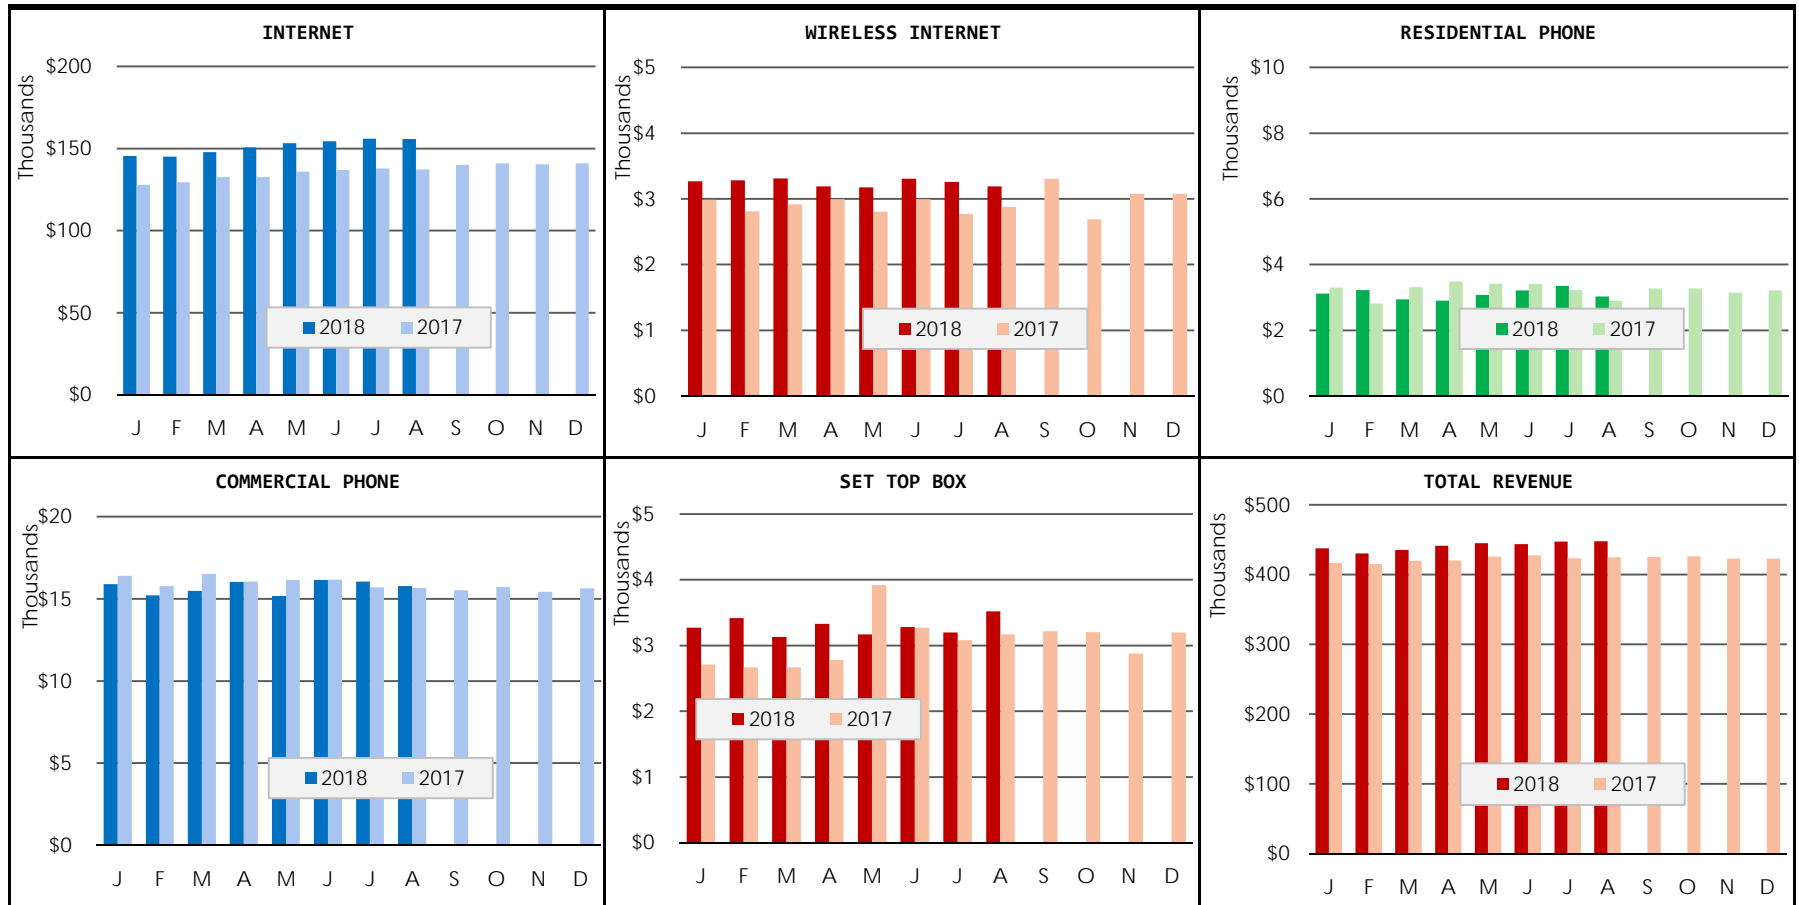 INTERNET
Thousands
$200
$150
$100
$50
$0
2018 2017
J F M A M J J A S O N D
WIRELESS INTERNET
Thousands
$5
$4
$3
$2
$1
$0
2018 2017
J F M A M J J A S O N D
RESIDENTIAL PHONE
Thousands
$10
$8
$6
$4
$2
$0
2018 2017
J F M A M J J A S O N D
COMMERCIAL PHONE
Thousands
$20
$15
$10
$5
$0
2018 2017
J F M A M J J A S O N D
SET TOP BOX
Thousands
$5
$4
$3
$2
$1
$0
2018 2017
J F M A M J J A S O N D
TOTAL REVENUE
Thousands
$500
$400
$300
$200
$100
$0
2018 2017
J F M A M J J A S O N D